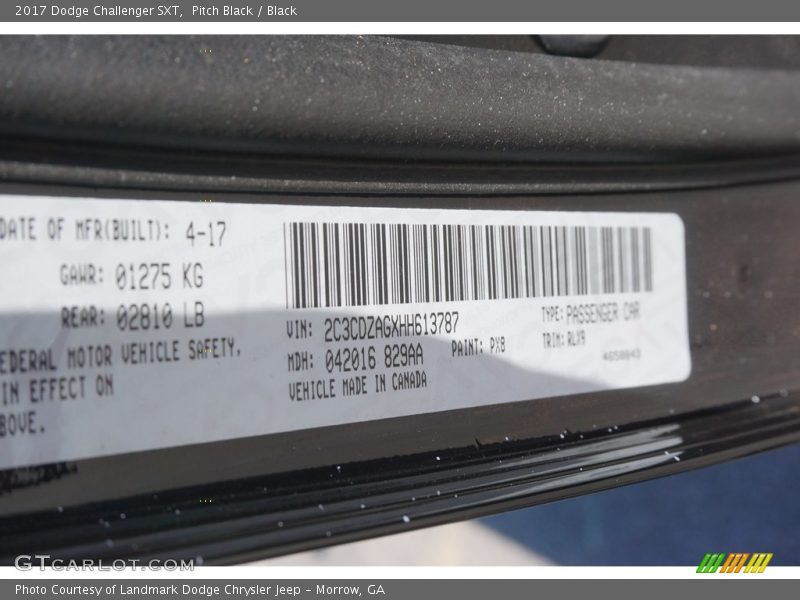 2017 Dodge Challenger SXT, Pitch Black / Black
DATE OF MFR(BUILT): 4-17
GAWR: 01275 KG
REAR: 02810 LB
EDERAL MOTOR VEHICLE SAFETY,
IN EFFECT ON
BOVE.
VIN: 2C3CDZAGXHH613787
TYPE: PASSENGER CAR
MDH: 042016 829AA
PAINT: PX8
TRIM: RLX9
VEHICLE MADE IN CANADA
GTCARLOT.COM
Photo Courtesy of Landmark Dodge Chrysler Jeep – Morrow, GA